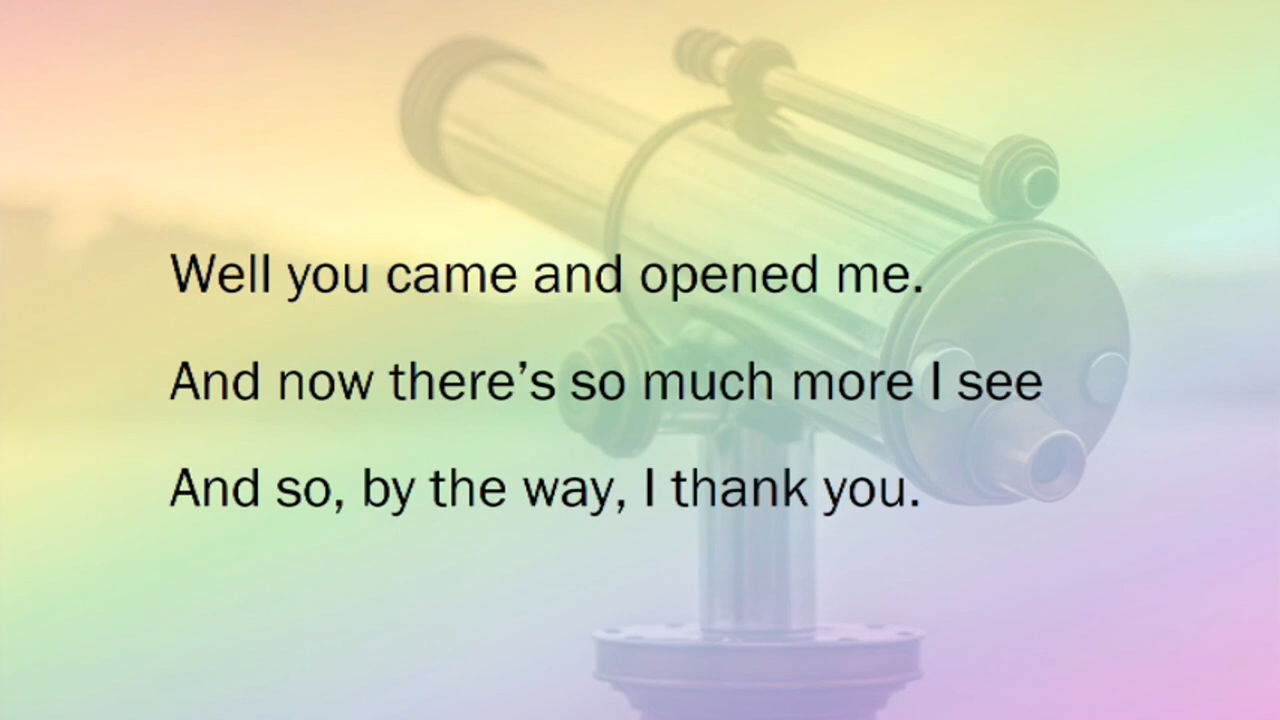 Well you came and opened me.
And now there’s so much more I see
And so, by the way, I thank you.